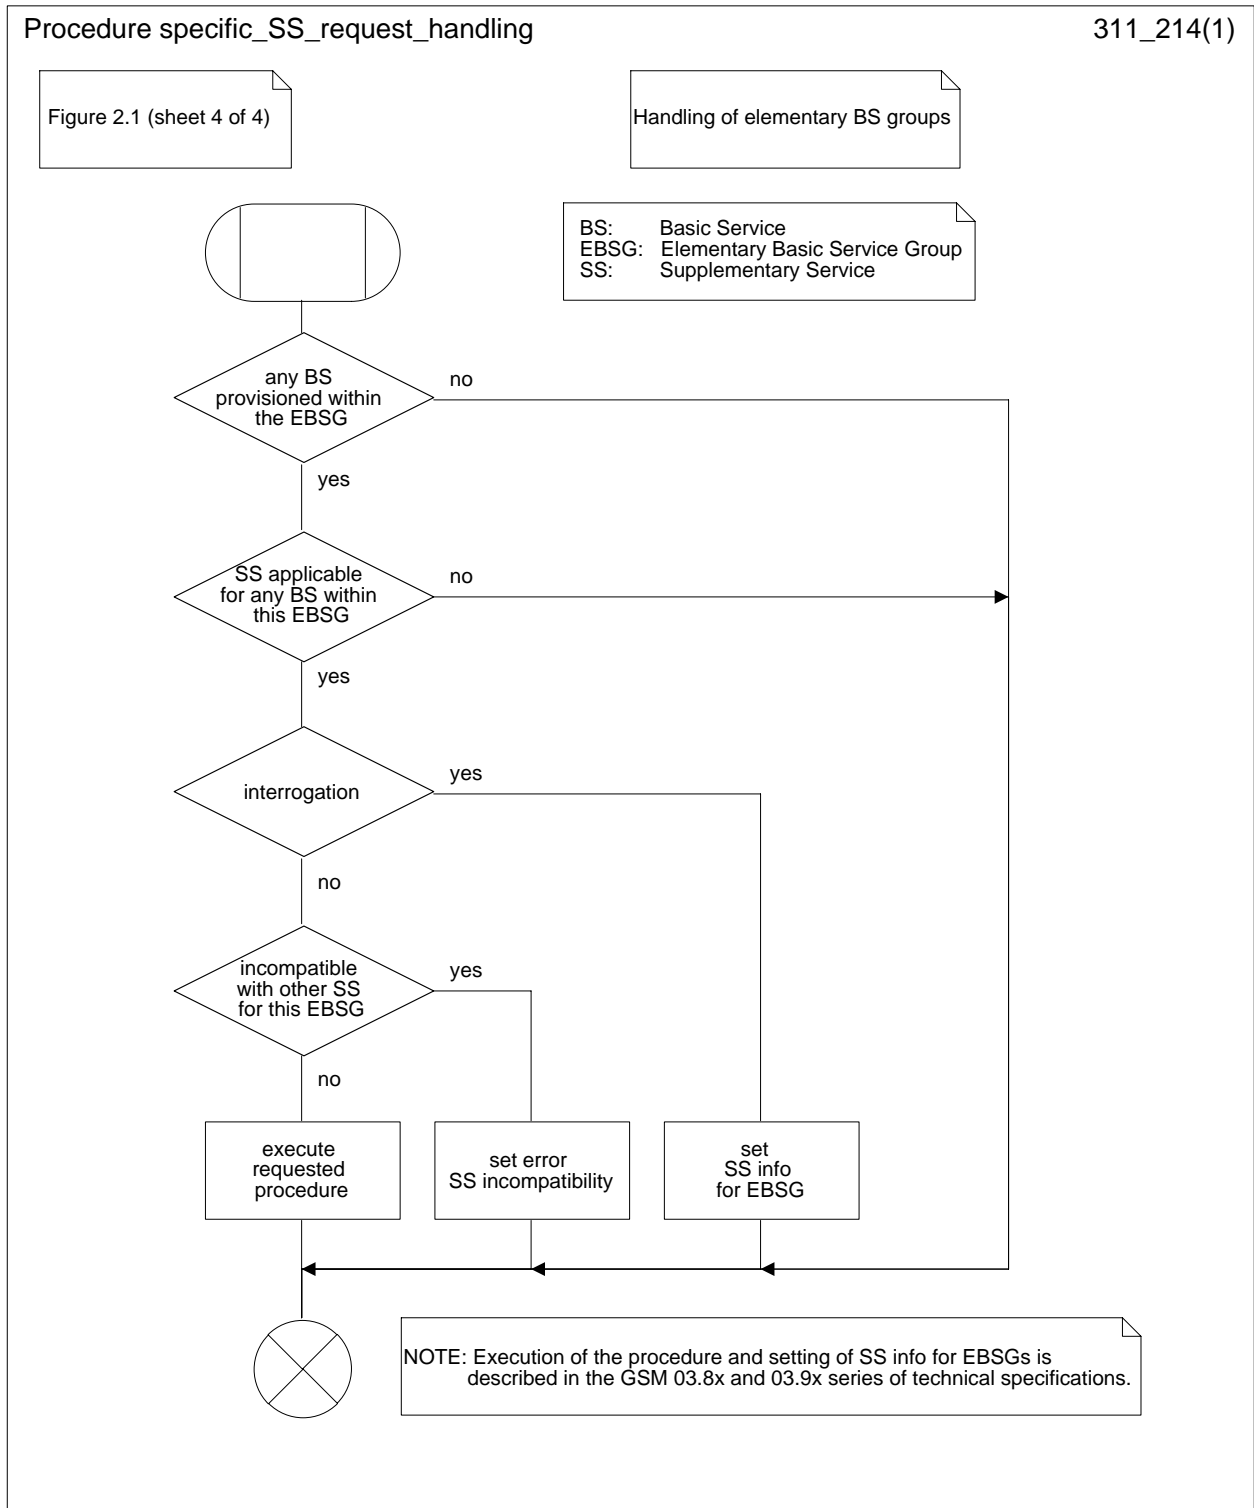 Procedure specific_SS_request_handling
311_214(1)
Figure 2.1 (sheet 4 of 4)
Handling of elementary BS groups
BS: Basic Service
EBSG: Elementary Basic Service Group
SS: Supplementary Service
any BS
provisioned within
the EBSG
no
yes
SS applicable
for any BS within
this EBSG
no
yes
interrogation
yes
no
incompatible
with other SS
for this EBSG
yes
no
execute
requested
procedure
set error
SS incompatibility
set
SS info
for EBSG
NOTE: Execution of the procedure and setting of SS info for EBSGs is
described in the GSM 03.8x and 03.9x series of technical specifications.